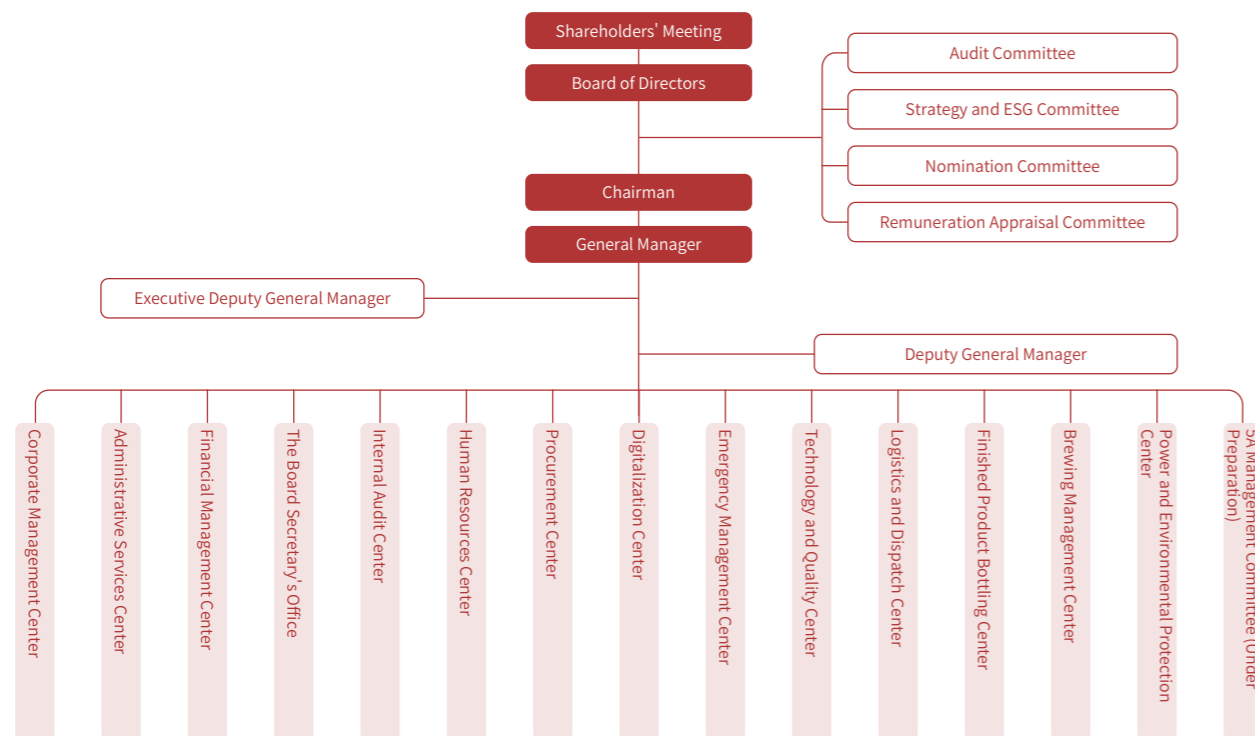 Shareholders' Meeting
Board of Directors
Audit Committee
Strategy and ESG Committee
Nomination Committee
Chairman
Remuneration Appraisal Committee
General Manager
Executive Deputy General Manager
Deputy General Manager
Corporate Management Center
Administrative Services Center
Financial Management Center
The Board Secretary's Office
Internal Audit Center
Human Resources Center
Procurement Center
Digitalization Center
Emergency Management Center
Technology and Quality Center
Logistics and Dispatch Center
Finished Product Bottling Center
Brewing Management Center
Power and Environmental Protection
Center
Management Committee (Under
Preparation)